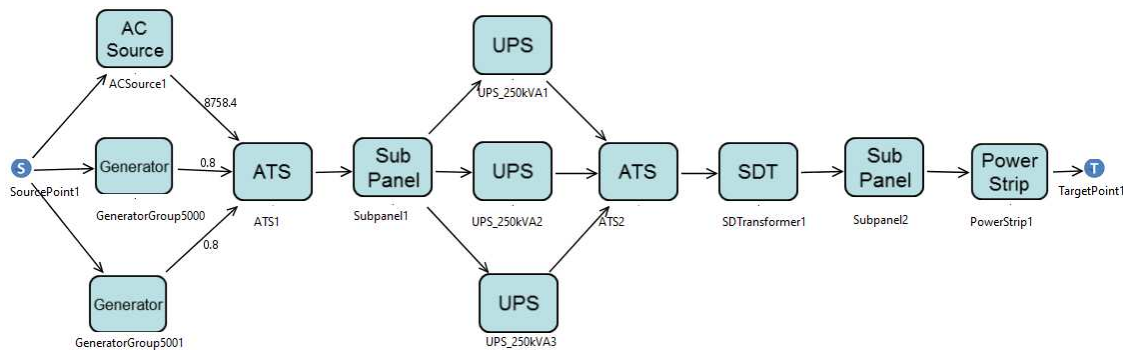 AC
Source
ACSource1
8758.4
UPS
UPS_250kVA1
S
SourcePoint1
Generator
GeneratorGroup5000
0.8
ATS
ATS1
Sub
Panel
Subpanel1
UPS
UPS_250kVA2
ATS
ATS2
SDT
SDTransformer1
Sub
Panel
Subpanel2
Power
Strip
PowerStrip1
T
TargetPoint1
0.8
Generator
GeneratorGroup5001
UPS
UPS_250kVA3